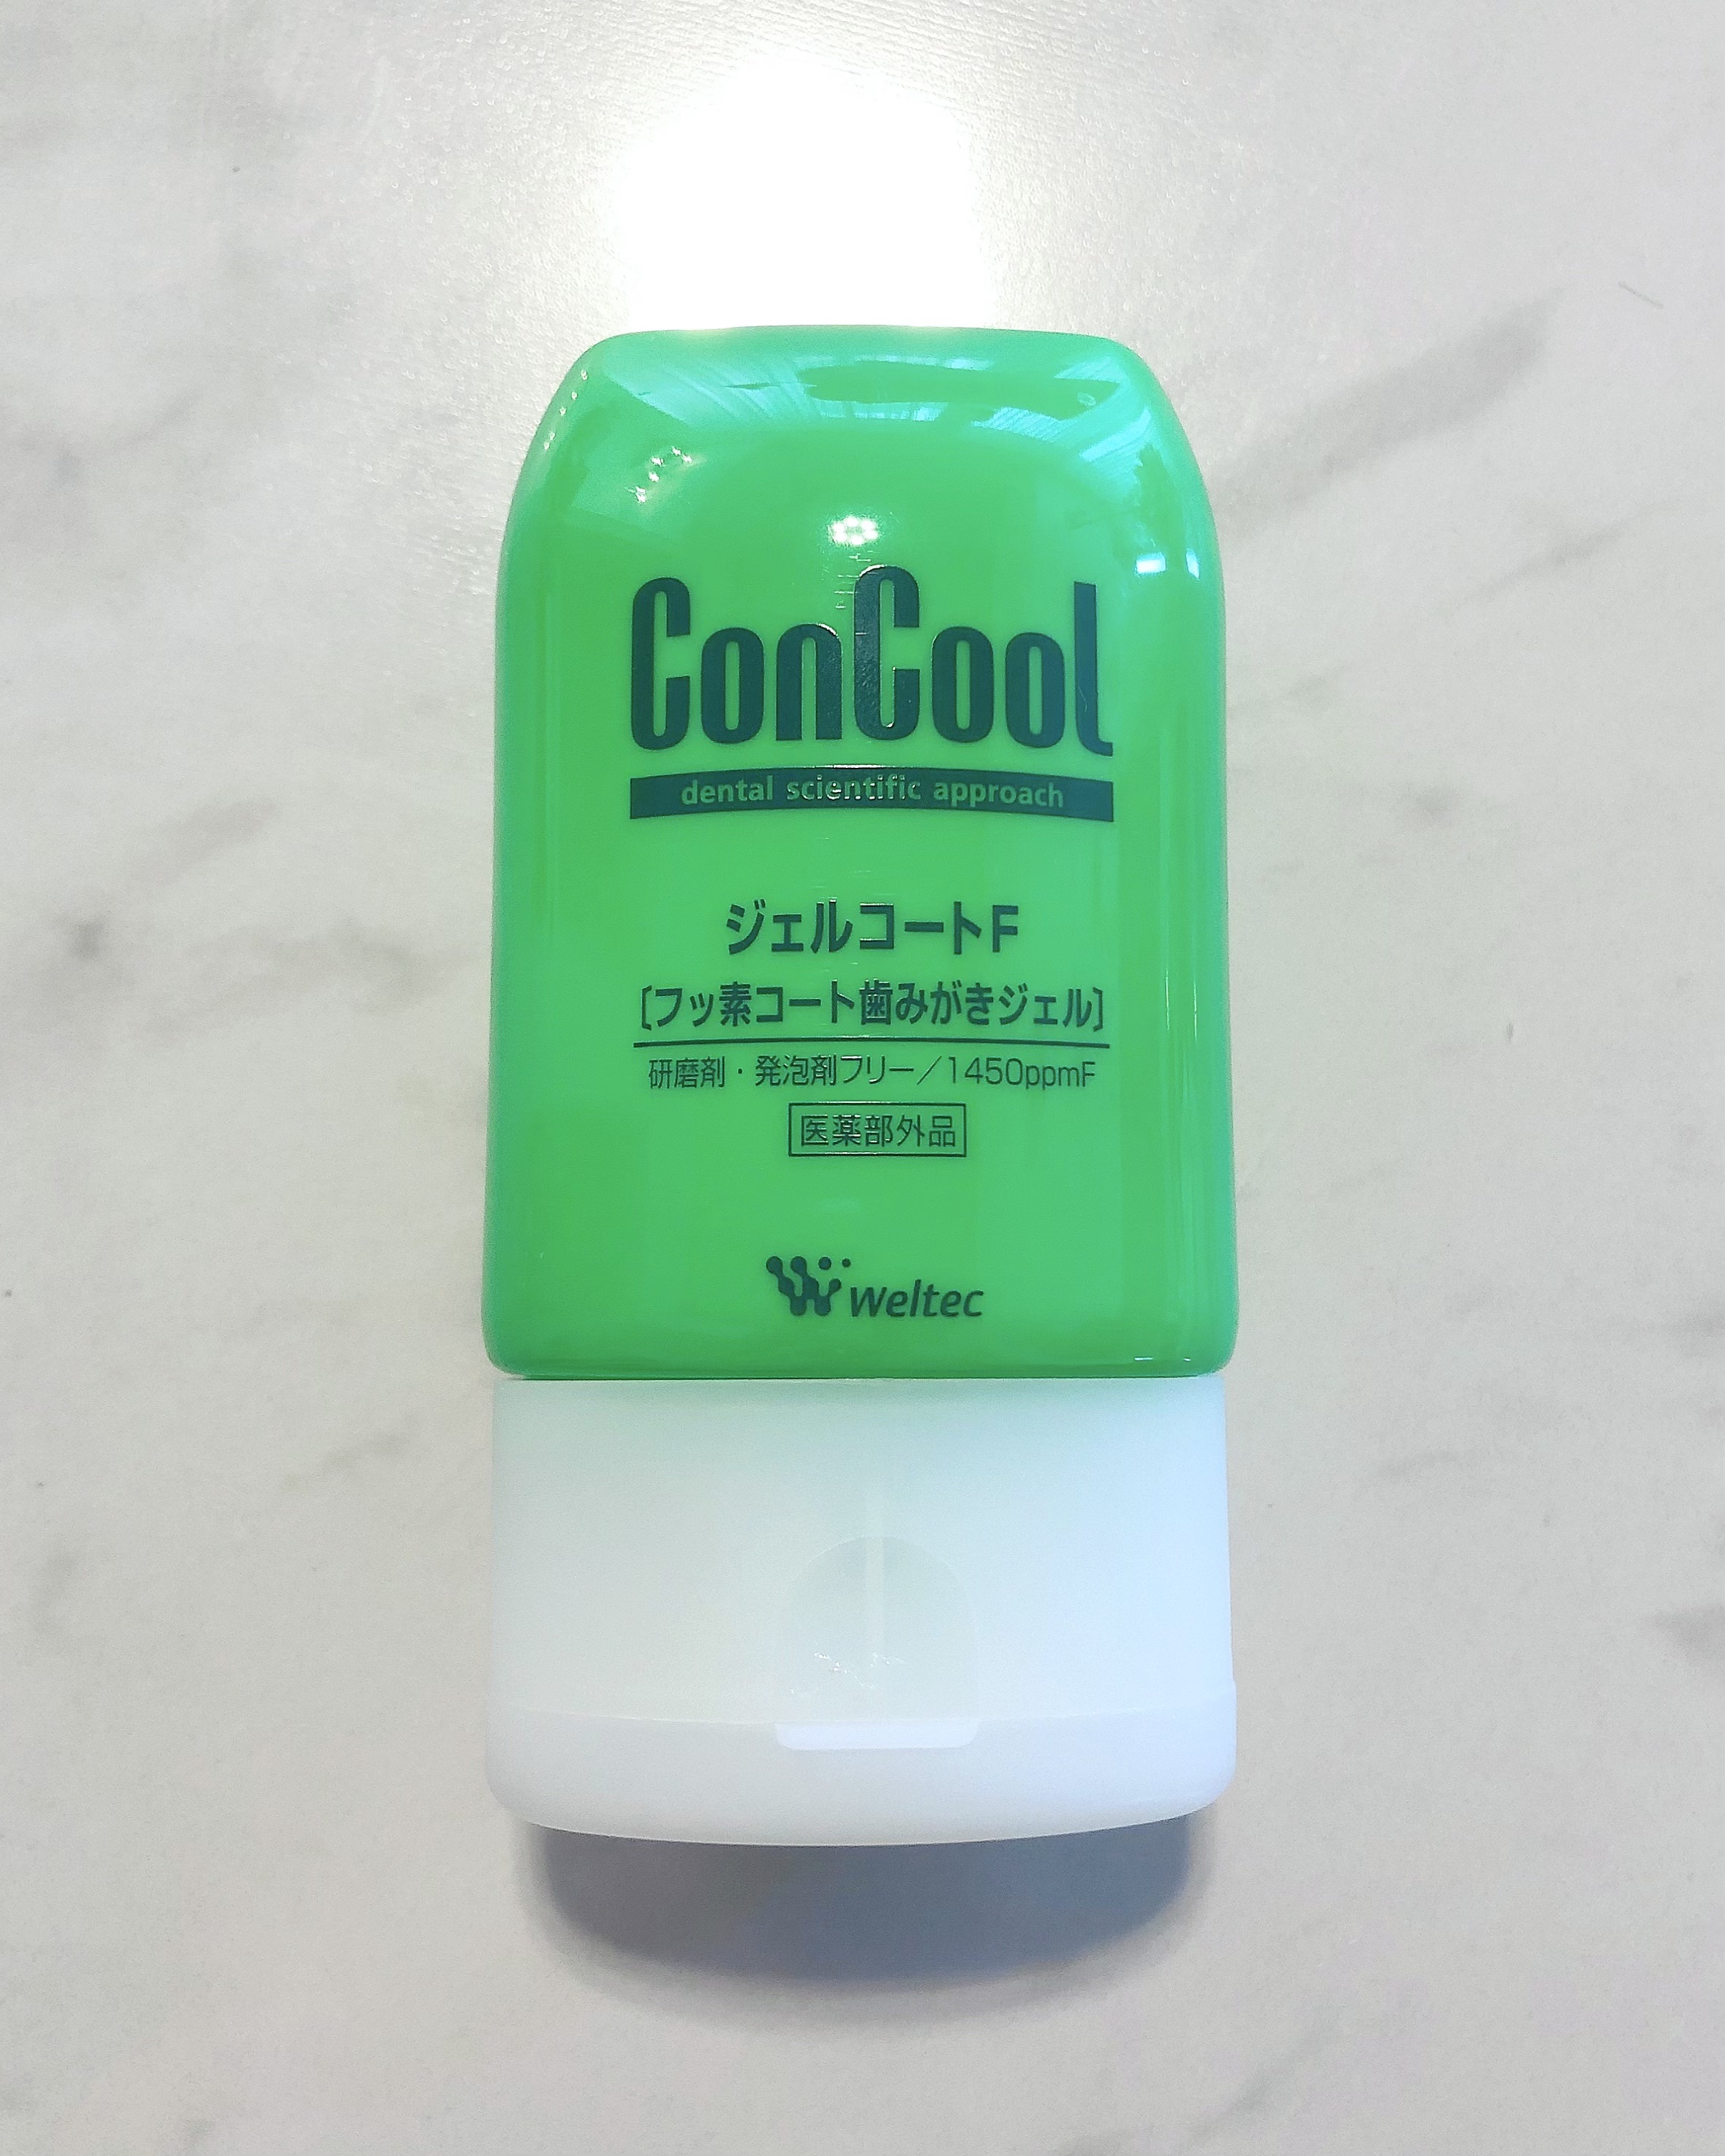 ConCool
dental scientific approach
ジェルコートF
[フッ素コート歯みがきジェル]
研磨剤・発泡剤フリー/1450ppmF
医薬部外品
weltec